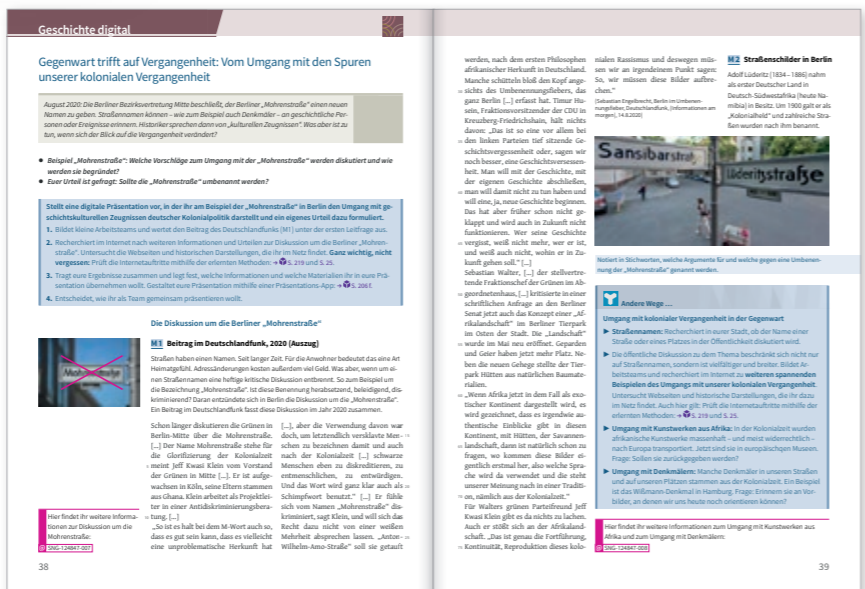 Geschichte digital
Gegenwart trifft auf Vergangenheit: Vom Umgang mit den Spuren
unserer kolonialen Vergangenheit
August 2020: Die Berliner Bezirksvertretung Mitte beschließt, der Berliner „Mohrenstraße“ einen neuen
Namen zu geben. Straßennamen können – wie zum Beispiel auch Denkmäler – an geschichtliche Per-
sonen oder Ereignisse erinnern. Historiker sprechen dann von „kulturellen Zeugnissen“. Was aber ist zu
tun, wenn sich der Blick auf die Vergangenheit verändert?
● Beispiel „Mohrenstraße“: Welche Vorschläge zum Umgang mit der „Mohrenstraße“ werden diskutiert und wie
werden sie begründet?
● Euer Urteil ist gefragt: Sollte die „Mohrenstraße“ umbenannt werden?
Stellt eine digitale Präsentation vor, in der ihr am Beispiel der „Mohrenstraße“ in Berlin den Umgang mit ge-
schichtskulturellen Zeugnissen deutscher Kolonialpolitik darstellt und ein eigenes Urteil dazu formuliert.
1. Bildet kleine Arbeitsteams und wertet den Beitrag des Deutschlandfunks (M1) unter der ersten Leitfrage aus.
2. Recherchiert im Internet nach weiteren Informationen und Urteilen zur Diskussion um die Berliner „Mohren-
straße“. Untersucht die Webseiten und historischen Darstellungen, die ihr im Netz findet. Ganz wichtig, nicht
vergessen: Prüft die Internetauftritte mithilfe der erlernten Methoden: → S. 219 und S. 25.
3. Tragt eure Ergebnisse zusammen und legt fest, welche Informationen und welche Materialien ihr in eure Prä-
sentation übernehmen wollt. Gestaltet eure Präsentation mithilfe einer Präsentations-App: → S. 206f.
4. Entscheidet, wie ihr als Team gemeinsam präsentieren wollt.
Die Diskussion um die Berliner „Mohrenstraße“
M 1 Beitrag im Deutschlandfunk, 2020 (Auszug)
Straßen haben einen Namen. Seit langer Zeit. Für die Anwohner bedeutet das eine Art
Heimatgefühl. Adressänderungen kosten außerdem viel Geld. Was aber, wenn um ei-
nen Straßennamen eine heftige kritische Diskussion entbrennt. So zum Beispiel um
die Bezeichnung „Mohrenstraße“. Ist diese Benennung herabsetzend, beleidigend, dis-
kriminierend? Daran entzündete sich in Berlin die Diskussion um die „Mohrenstraße“.
Ein Beitrag im Deutschlandfunk fasst diese Diskussion im Jahr 2020 zusammen.
Schon länger diskutieren die Grünen in
Berlin-Mitte über die Mohrenstraße.
[...] Der Name Mohrenstraße stehe für
die Glorifizierung der Kolonialzeit
5 meint Jeff Kwasi Klein vom Vorstand
der Grünen in Mitte [...]. Er ist aufge-
wachsen in Köln, seine Eltern stammen
aus Ghana. Klein arbeitet als Projektlei-
ter in einer Antidiskriminierungsbera-
10 tung. [...]
„So ist es halt bei dem M-Wort auch so,
dass es gut sein kann, dass es vielleicht
eine unproblematische Herkunft hat
[...], aber die Verwendung davon war
doch, um letztendlich versklavte Men- 15
schen zu bezeichnen damit und auch
nach der Kolonialzeit [...] schwarze
Menschen eben zu diskreditieren, zu
entmenschlichen, zu entwürdigen.
Und das Wort wird ganz klar auch als 20
Schimpfwort benutzt.“ [...] Er fühle
sich vom Namen „Mohrenstraße“ dis-
kriminiert, sagt Klein, und will sich das
Recht dazu nicht von einer weißen
Mehrheit absprechen lassen. „Anton- 25
Wilhelm-Amo-Straße“ soll sie getauft
Hier findet ihr weitere Informa-
tionen zur Diskussion um die
Mohrenstraße:
SNG-124847-007
38
werden, nach dem ersten Philosophen
afrikanischer Herkunft in Deutschland.
Manche schütteln bloß den Kopf ange-
30 sichts des Umbenennungsfiebers, das
ganz Berlin [...] erfasst hat. Timur Hu-
sein, Fraktionsvorsitzender der CDU in
Kreuzberg-Friedrichshain, hält nichts
davon: „Das ist so eine vor allem bei
35 den linken Parteien tief sitzende Ge-
schichtsvergessenheit oder, sagen wir
noch besser, eine Geschichtsversessen-
heit. Man will mit der Geschichte, mit
der eigenen Geschichte abschließen,
40 man will damit nicht zu tun haben und
will eine, ja, neue Geschichte beginnen.
Das hat aber früher schon nicht ge-
klappt und wird auch in Zukunft nicht
funktionieren. Wer seine Geschichte
45 vergisst, weiß nicht mehr, wer er ist,
und weiß auch nicht, wohin er in Zu-
kunft gehen soll.“ [...]
Sebastian Walter, [...] der stellvertre-
tende Fraktionschef der Grünen im Ab-
50 geordnetenhaus, [...] kritisierte in einer
schriftlichen Anfrage an den Berliner
Senat jetzt auch das Konzept einer „Af-
rikalandschaft“ im Berliner Tierpark
im Osten der Stadt. Die „Landschaft“
55 wurde im Mai neu eröffnet. Geparden
und Geier haben jetzt mehr Platz. Ne-
ben die neuen Gehege stellte der Tier-
park Hütten aus natürlichen Baumate-
rialien.
60 „Wenn Afrika jetzt in dem Fall als exo-
tischer Kontinent dargestellt wird, es
wird gezeichnet, dass es irgendwie au-
thentische Einblicke gibt in diesen
Kontinent, mit Hütten, der Savannen-
65 landschaft, dann ist natürlich schon zu
fragen, wo kommen diese Bilder ei-
gentlich erstmal her, also welche Spra-
che wird da verwendet und die steht
unserer Meinung nach in einer Traditi-
70 on, nämlich aus der Kolonialzeit.“
Für Walters grünen Parteifreund Jeff
Kwasi Klein gibt es da nichts zu lachen.
Auch er stößt sich an der Afrikaland-
schaft. „Das ist genau die Fortführung,
75 Kontinuität, Reproduktion dieses kolo-
nialen Rassismus und deswegen müs-
sen wir an irgendeinem Punkt sagen:
So, wir müssen diese Bilder aufbre-
chen.“
(Sebastian Engelbrecht, Berlin im Umbenen-
nungsfieber, Deutschlandfunk, (Informationen am
morgen), 14.8.2020)
M 2 Straßenschilder in Berlin
Adolf Lüderitz (1834–1886) nahm
als erster Deutscher Land in
Deutsch-Südwestafrika (heute Na-
mibia) in Besitz. Um 1900 galt er als
„Kolonialheld“ und zahlreiche Stra-
ßen wurden nach ihm benannt.
Sansibarstraße
Lüderitzstraße
Notiert in Stichworten, welche Argumente für und welche gegen eine Umbenen-
nung der „Mohrenstraße“ genannt werden.
Andere Wege ...
Umgang mit kolonialer Vergangenheit in der Gegenwart
► Straßennamen: Recherchiert in eurer Stadt, ob der Name einer
Straße oder eines Platzes in der Öffentlichkeit diskutiert wird.
► Die öffentliche Diskussion zu dem Thema beschränkt sich nicht nur
auf Straßennamen, sondern ist vielfältiger und breiter. Bildet Ar-
beitsteams und recherchiert im Internet zu weiteren spannenden
Beispielen des Umgangs mit unserer kolonialen Vergangenheit.
Untersucht Webseiten und historische Darstellungen, die ihr dazu
im Netz findet. Auch hier gilt: Prüft die Internetauftritte mithilfe der
erlernten Methoden: → S. 219 und S. 25.
► Umgang mit Kunstwerken aus Afrika: In der Kolonialzeit wurden
afrikanische Kunstwerke massenhaft – und meist widerrechtlich –
nach Europa transportiert. Jetzt sind sie in europäischen Museen.
Frage: Sollen sie zurückgegeben werden?
► Umgang mit Denkmälern: Manche Denkmäler in unseren Straßen
und auf unseren Plätzen stammen aus der Kolonialzeit. Ein Beispiel
ist das Wißmann-Denkmal in Hamburg. Frage: Erinnern sie an Vor-
bilder, an denen wir uns heute noch orientieren können?
Hier findet ihr weitere Informationen zum Umgang mit Kunstwerken aus
Afrika und zum Umgang mit Denkmälern:
SNG-124847-008
39